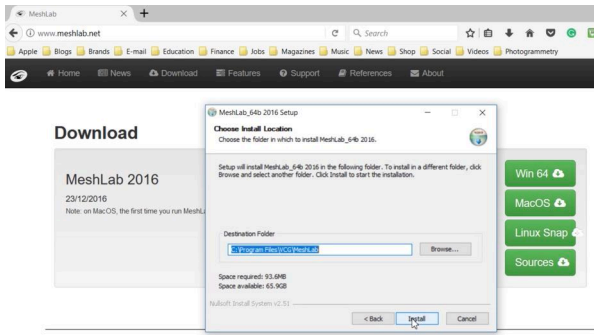 MeshLab
www.meshlab.net
Search
Apple Blogs Brands E-mail Education Finance Jobs Magazines Music News Shop Social Videos Photogrammetry
Home News Download Features Support References About
MeshLab_64b 2016 Setup
Choose Install Location
Choose the folder in which to install MeshLab_64b 2016.
Setup will install MeshLab_64b 2016 in the following folder. To install in a different folder, click
Browse and select another folder. Click Install to start the installation.
Destination Folder
C:\Program Files\VCG\MeshLab
Browse...
Space required: 93.6MB
Space available: 65.9GB
Nullsoft Install System v2.51
< Back Install Cancel
Download
MeshLab 2016
23/12/2016
Note: on MacOS, the first time you run MeshL
Win 64
MacOS
Linux Snap
Sources